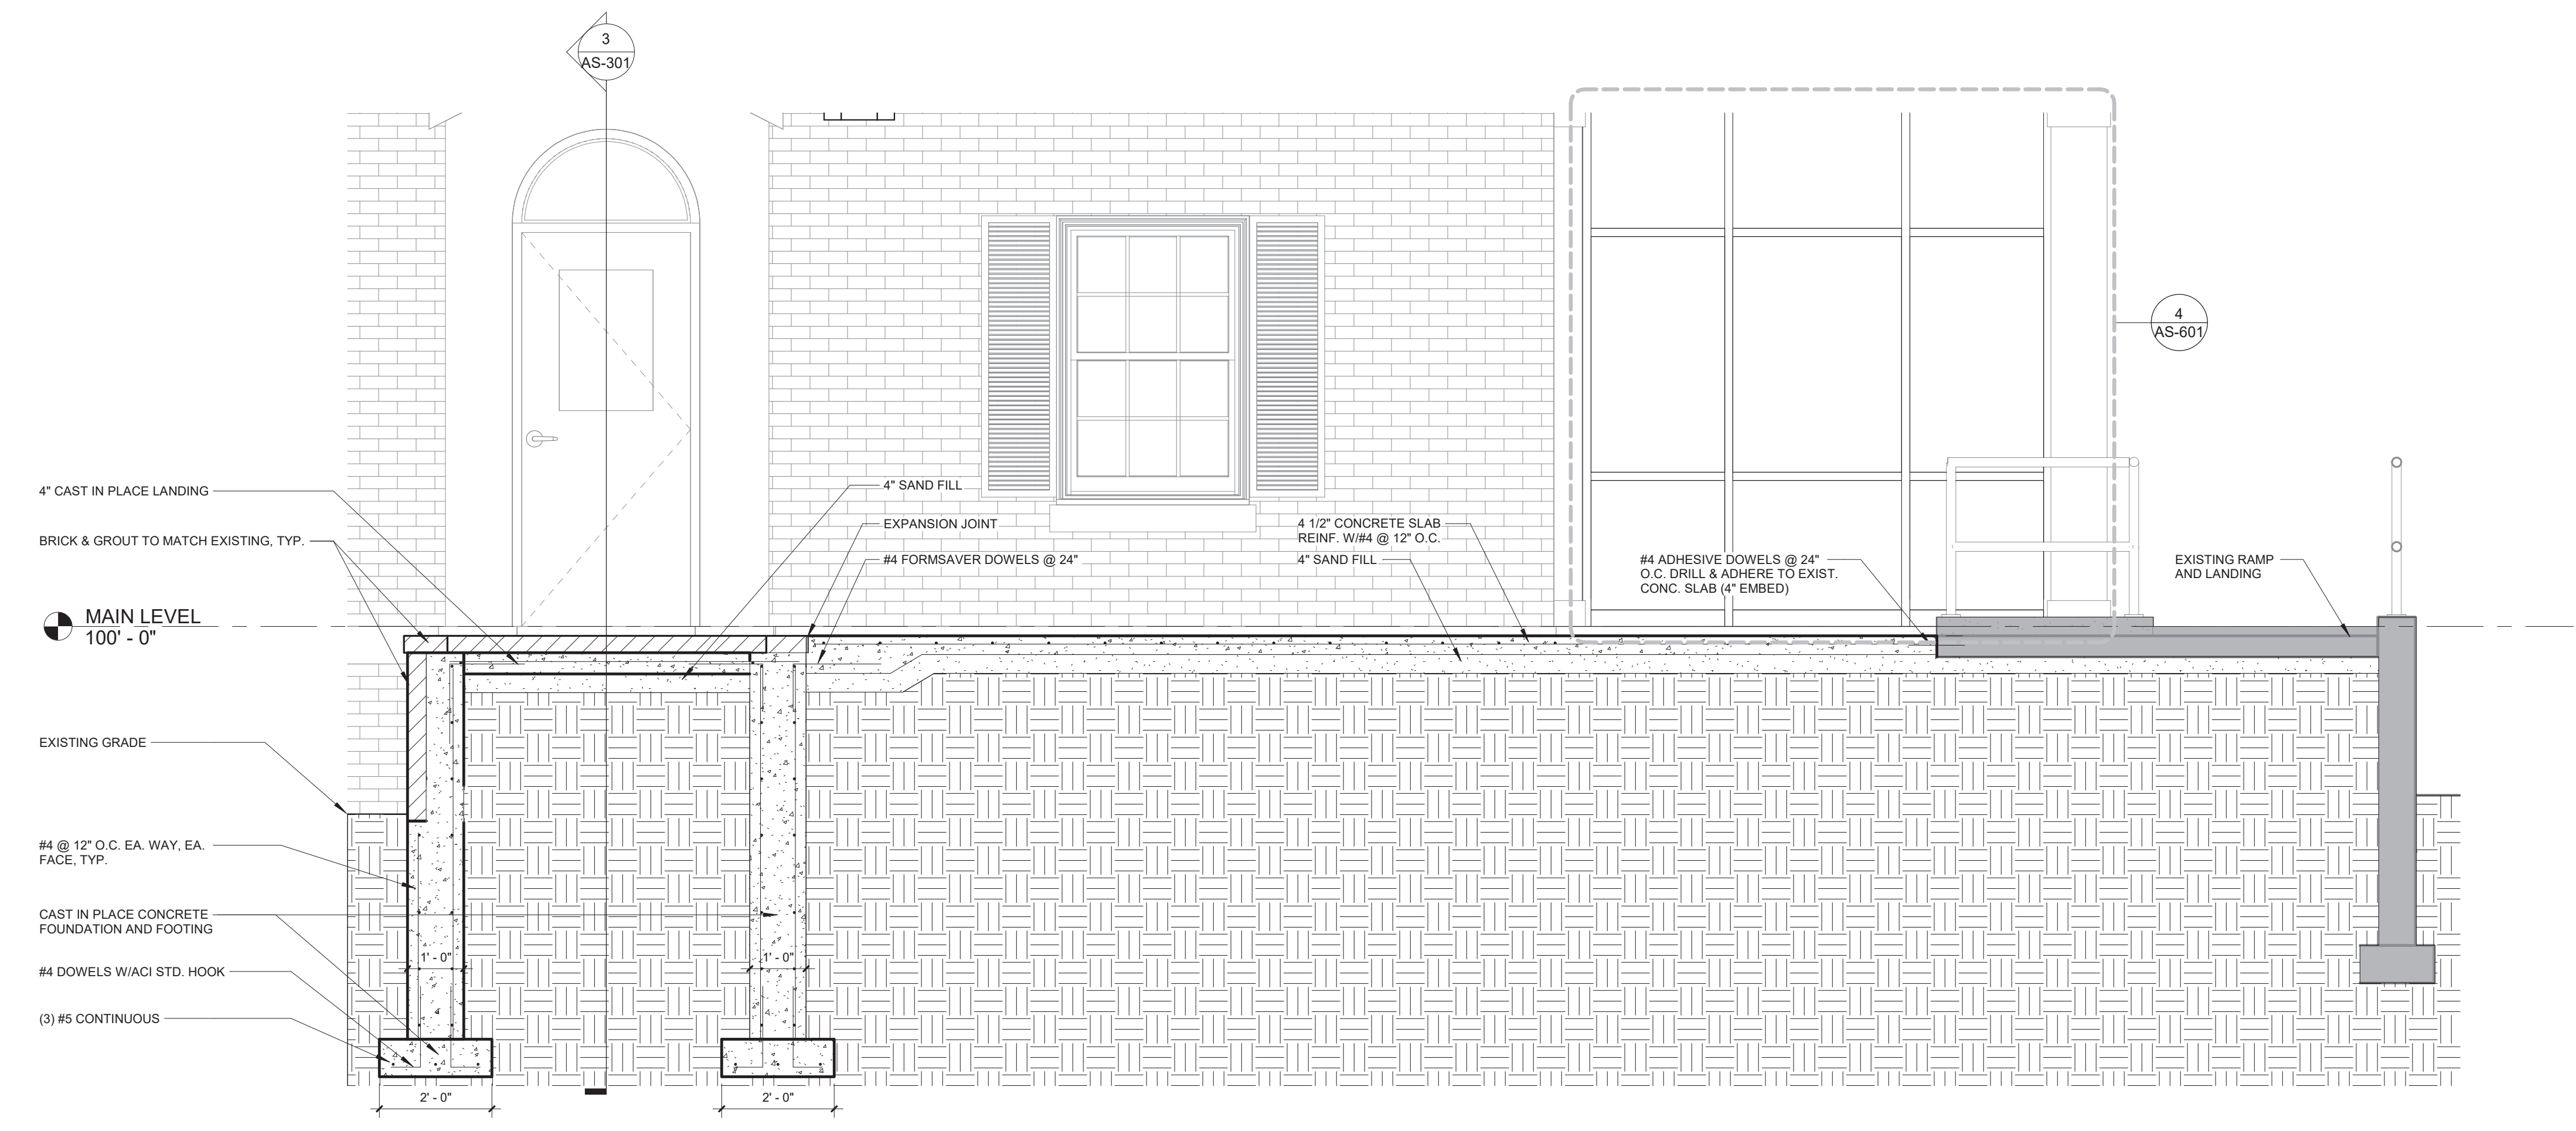 3
AS-301
4
AS-601
4" CAST IN PLACE LANDING
BRICK & GROUT TO MATCH EXISTING, TYP.
MAIN LEVEL
100' - 0"
EXISTING GRADE
#4 @ 12" O.C. EA. WAY, EA.
FACE, TYP.
CAST IN PLACE CONCRETE
FOUNDATION AND FOOTING
#4 DOWELS W/ACI STD. HOOK
(3) #5 CONTINUOUS
4" SAND FILL
EXPANSION JOINT
#4 FORMSAVER DOWELS @ 24"
4 1/2" CONCRETE SLAB
REINF. W/#4 @ 12" O.C.
4" SAND FILL
#4 ADHESIVE DOWELS @ 24"
O.C. DRILL & ADHERE TO EXIST.
CONC. SLAB (4" EMBED)
EXISTING RAMP
AND LANDING
1' - 0"
1' - 0"
2' - 0"
2' - 0"